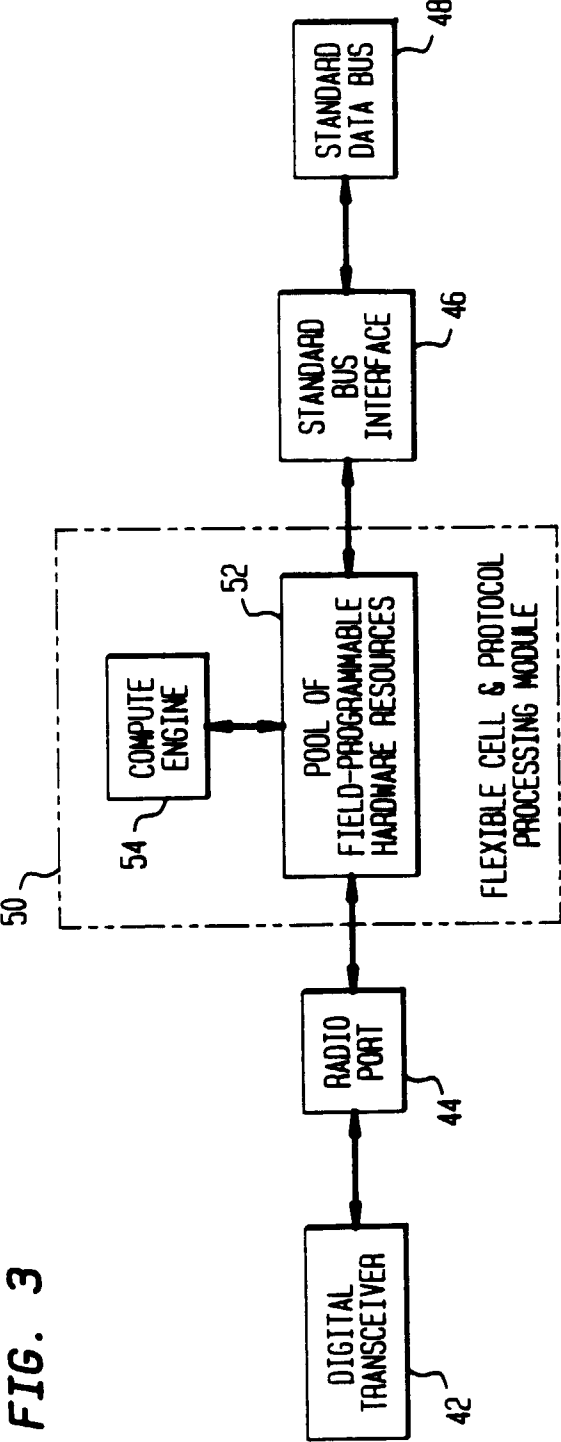 FIG. 3
DIGITAL
TRANSCEIVER
42
RADIO
PORT
44
50
COMPUTE
ENGINE
54
POOL OF
FIELD-PROGRAMMABLE
HARDWARE RESOURCES
52
FLEXIBLE CELL & PROTOCOL
PROCESSING MODULE
STANDARD
BUS
INTERFACE
46
STANDARD
DATA BUS
48